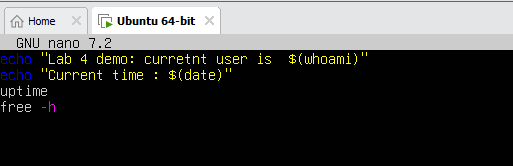 Home Ubuntu 64-bit
GNU nano 7.2
echo "Lab 4 demo: curretnt user is  $(whoami)"
echo "Current time : $(date)"
uptime
free -h